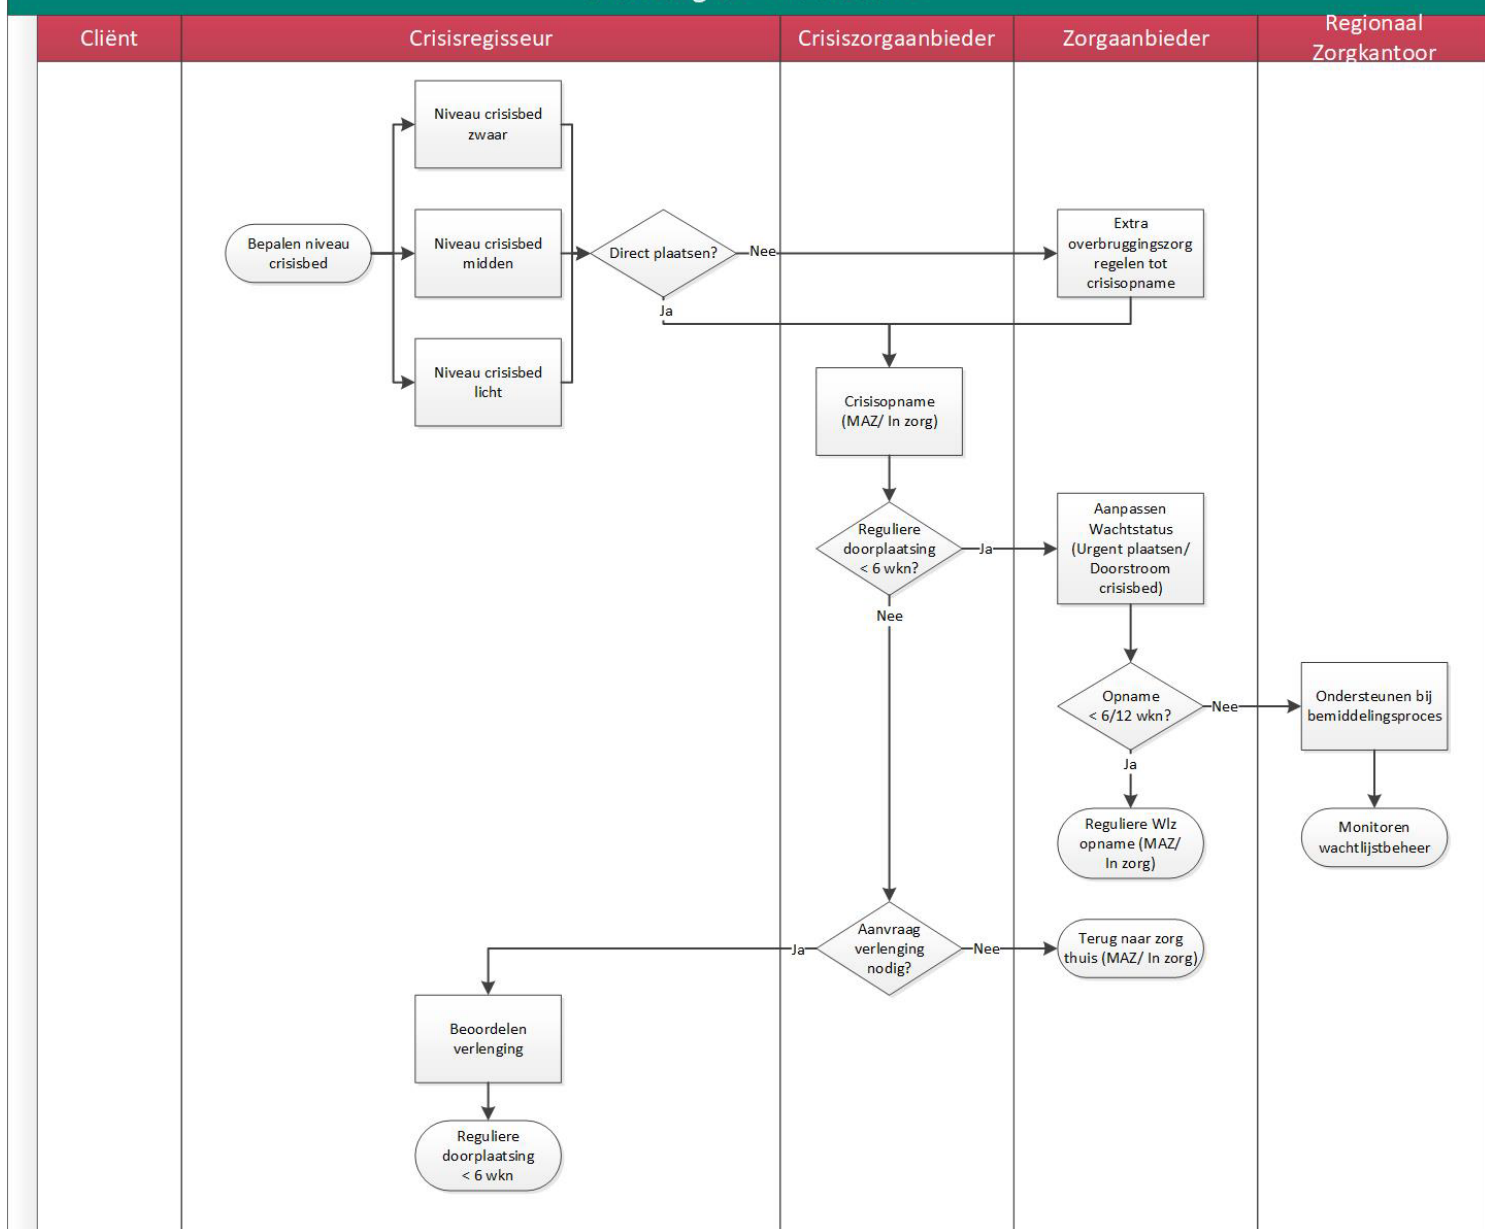 Cliënt
Crisisregisseur
Crisiszorgaanbieder
Zorgaanbieder
Regionaal
Zorgkantoor
Niveau crisisbed
zwaar
Bepalen niveau
crisisbed
Niveau crisisbed
midden
Direct plaatsen?
Nee
Extra
overbruggingszorg
regelen tot
crisisopname
Ja
Niveau crisisbed
licht
Crisisopname
(MAZ/ In zorg)
Reguliere
doorplaatsing
< 6 wkn?
Ja
Aanpassen
Wachtstatus
(Urgent plaatsen/
Doorstroom
crisisbed)
Nee
Opname
< 6/12 wkn?
Nee
Ondersteunen bij
bemiddelingsproces
Ja
Reguliere Wlz
opname (MAZ/
In zorg)
Monitoren
wachtlijstbeheer
Aanvraag
verlenging
nodig?
Ja
Nee
Terug naar zorg
thuis (MAZ/ In zorg)
Beoordelen
verlenging
Reguliere
doorplaatsing
< 6 wkn